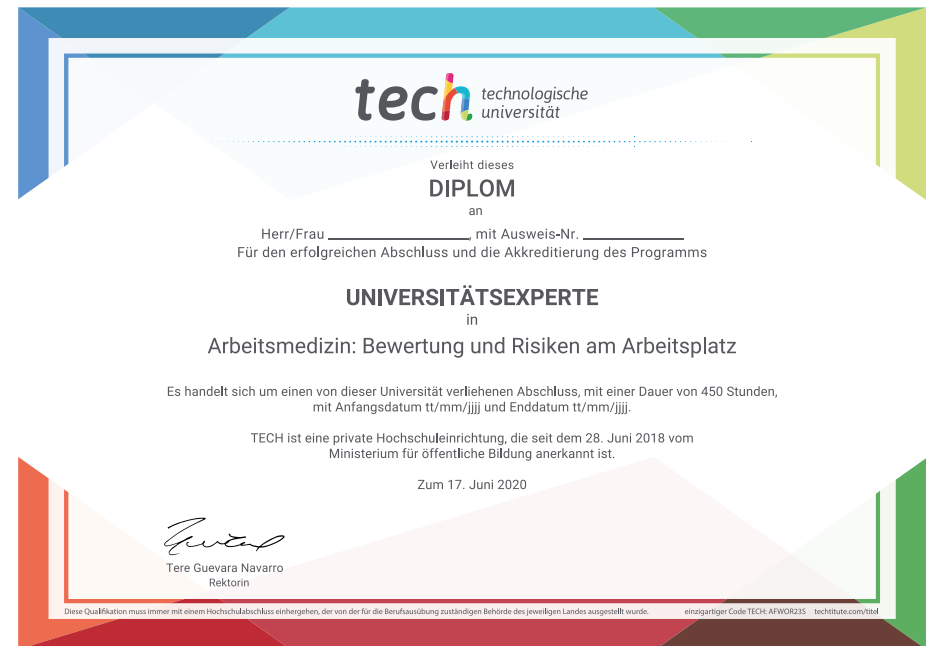 tech technologische
universität
Verleiht dieses
DIPLOM
an
Herr/Frau ____________, mit Ausweis-Nr. ____________
Für den erfolgreichen Abschluss und die Akkreditierung des Programms
UNIVERSITÄTSEXPERTE
in
Arbeitsmedizin: Bewertung und Risiken am Arbeitsplatz
Es handelt sich um einen von dieser Universität verliehenen Abschluss, mit einer Dauer von 450 Stunden,
mit Anfangsdatum tt/mm/jjjj und Enddatum tt/mm/jjjj.
TECH ist eine private Hochschuleinrichtung, die seit dem 28. Juni 2018 vom
Ministerium für öffentliche Bildung anerkannt ist.
Zum 17. Juni 2020
Tere Guevara Navarro
Rektorin
Diese Qualifikation muss immer mit einem Hochschulabschluss einhergehen, der von der für die Berufsausübung zuständigen Behörde des jeweiligen Landes ausgestellt wurde. einzigartiger Code TECH: AFWOR23S techtitute.com/titel